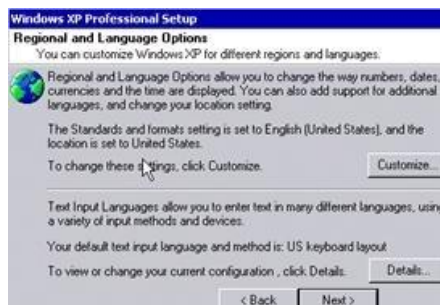 Windows XP Professional Setup
Regional and Language Options
You can customize Windows XP for different regions and languages.
Regional and Language Options allow you to change the way numbers, dates,
currencies and the time are displayed. You can also add support for additional
languages, and change your location setting.
The Standards and formats setting is set to English (United States), and the
location is set to United States.
To change these settings, click Customize.
Customize...
Text Input Languages allow you to enter text in many different languages, usin
a variety of input methods and devices.
Your default text input language and method is: US keyboard layout
To view or change your current configuration , click Details.
Details...
< Back
Next >